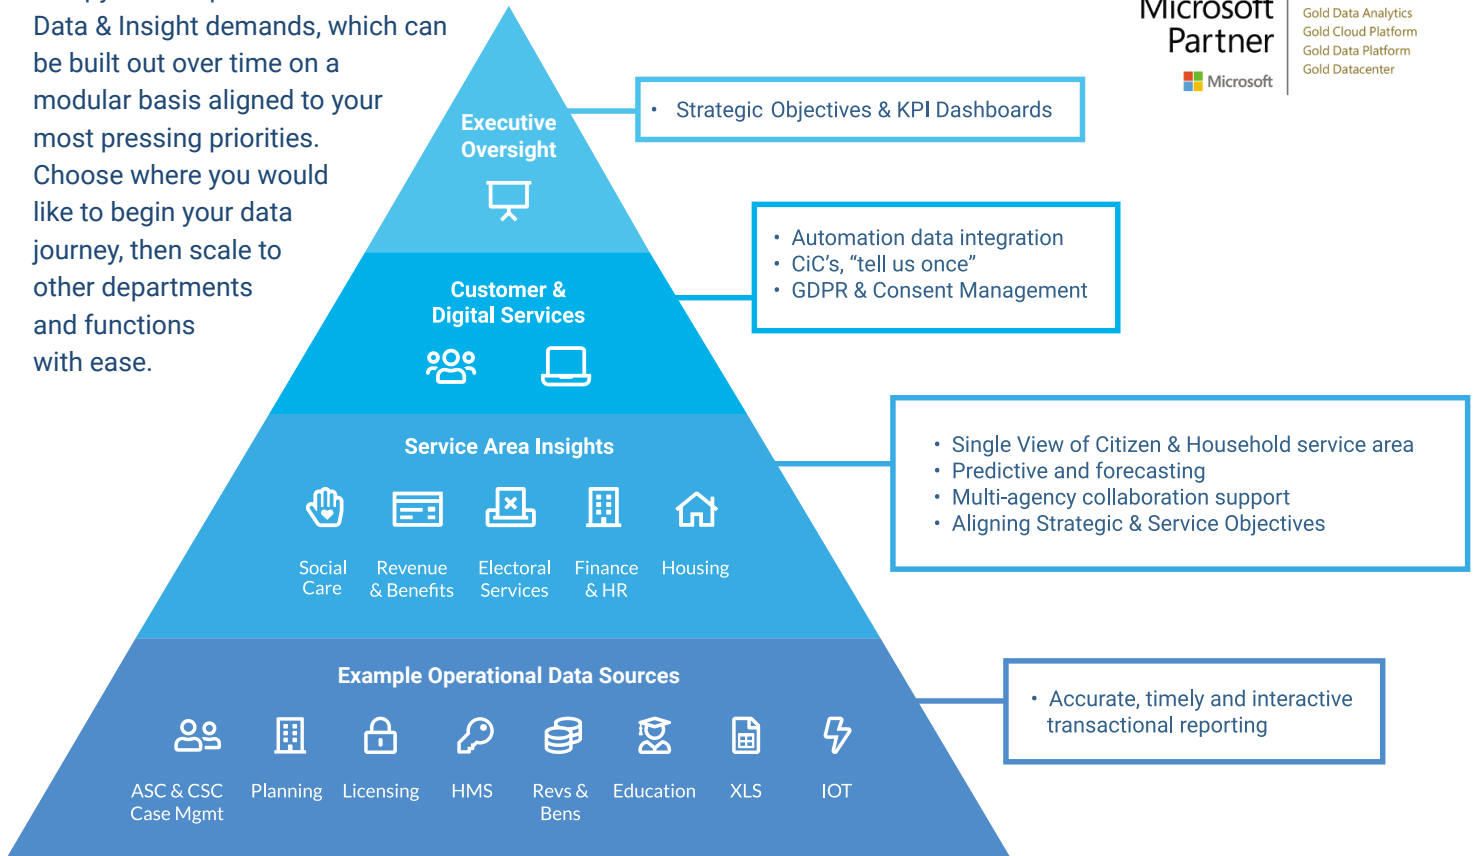 Data & Insight demands, which can
be built out over time on a
modular basis aligned to your
most pressing priorities.
Choose where you would
like to begin your data
journey, then scale to
other departments
and functions
with ease.
Microsoft
Partner
Microsoft
Gold Data Analytics
Gold Cloud Platform
Gold Data Platform
Gold Datacenter
Executive
Oversight
• Strategic Objectives & KPI Dashboards
Customer &
Digital Services
• Automation data integration
• CiC's, “tell us once”
• GDPR & Consent Management
Service Area Insights
Social
Care
Revenue
& Benefits
Electoral
Services
Finance
& HR
Housing
• Single View of Citizen & Household service area
• Predictive and forecasting
• Multi-agency collaboration support
• Aligning Strategic & Service Objectives
Example Operational Data Sources
ASC & CSC
Case Mgmt
Planning
Licensing
HMS
Revs &
Bens
Education
XLS
IOT
• Accurate, timely and interactive
transactional reporting